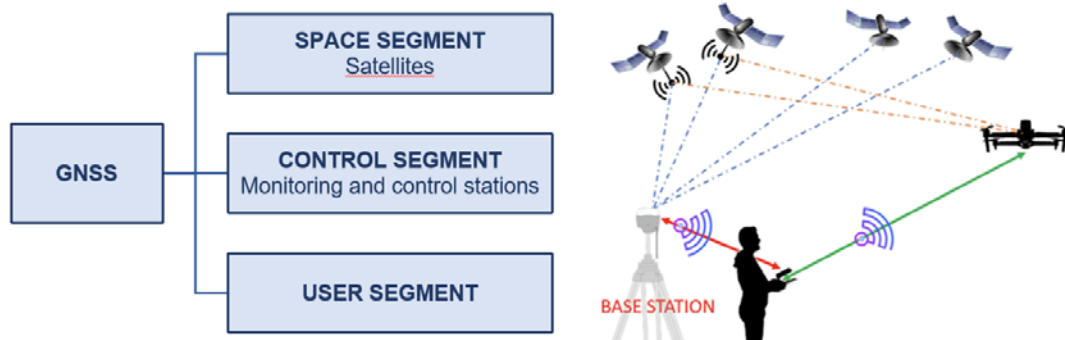 SPACE SEGMENT
Satellites
GNSS
CONTROL SEGMENT
Monitoring and control stations
USER SEGMENT
BASE STATION